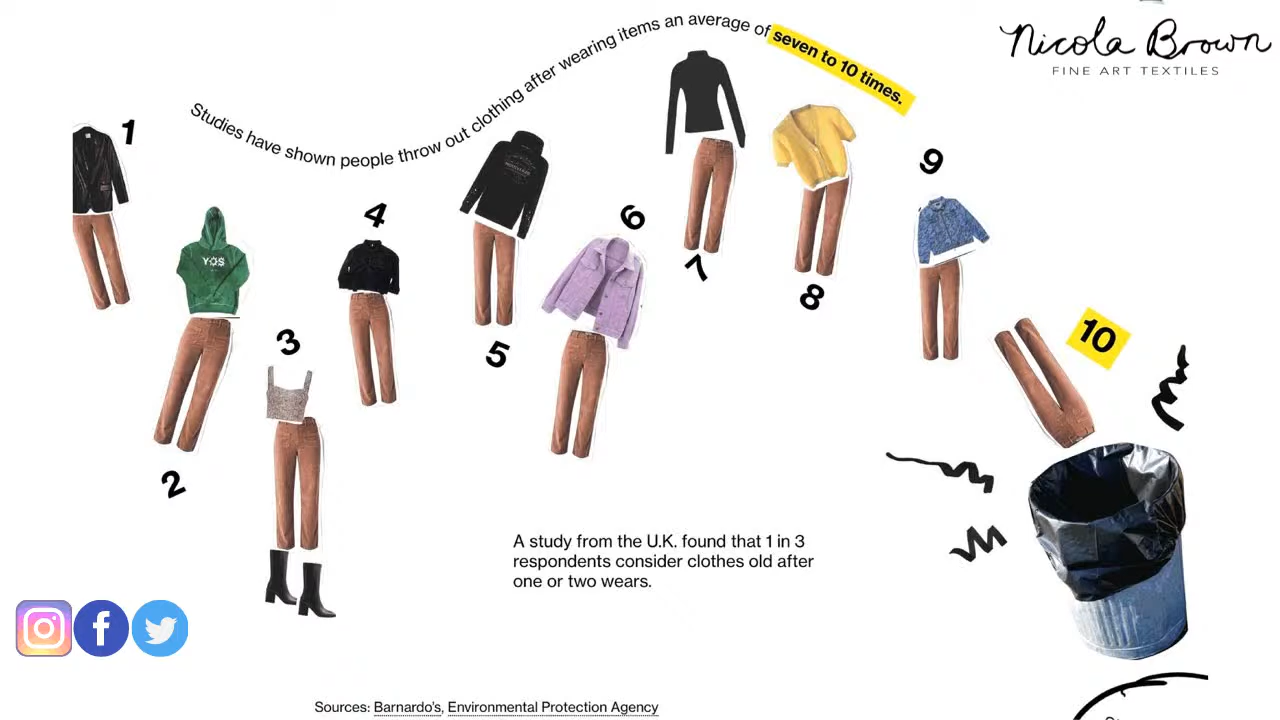 Nicola Brown
FINE ART TEXTILES
Studies have shown people throw out clothing after wearing items an average of seven to 10 times.
1
2
3
4
5
6
7
8
9
10
YOS
A study from the U.K. found that 1 in 3
respondents consider clothes old after
one or two wears.
Sources: Barnardo's, Environmental Protection Agency